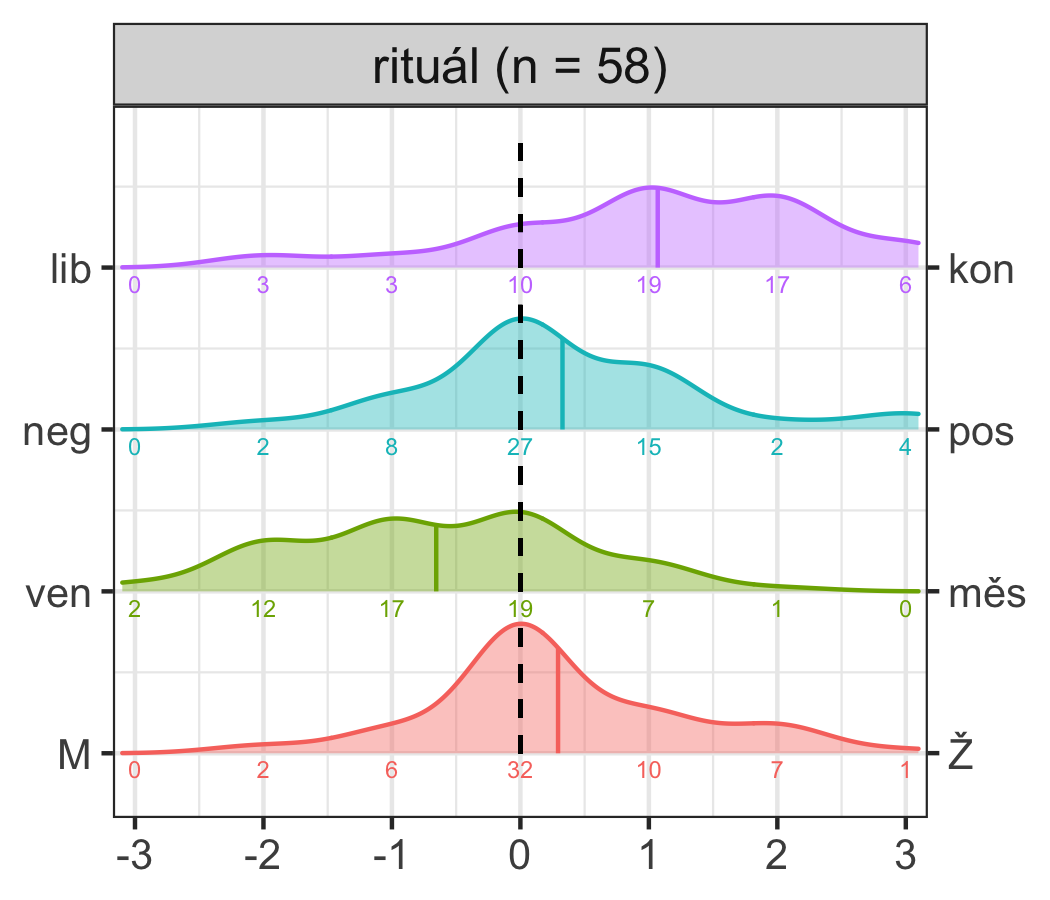 rituál (n = 58)
lib kon
0 3 3 10 19 17 6
neg pos
0 2 8 27 15 2 4
ven měs
2 12 17 19 7 1 0
M Ž
0 2 6 32 10 7 1
-3 -2 -1 0 1 2 3